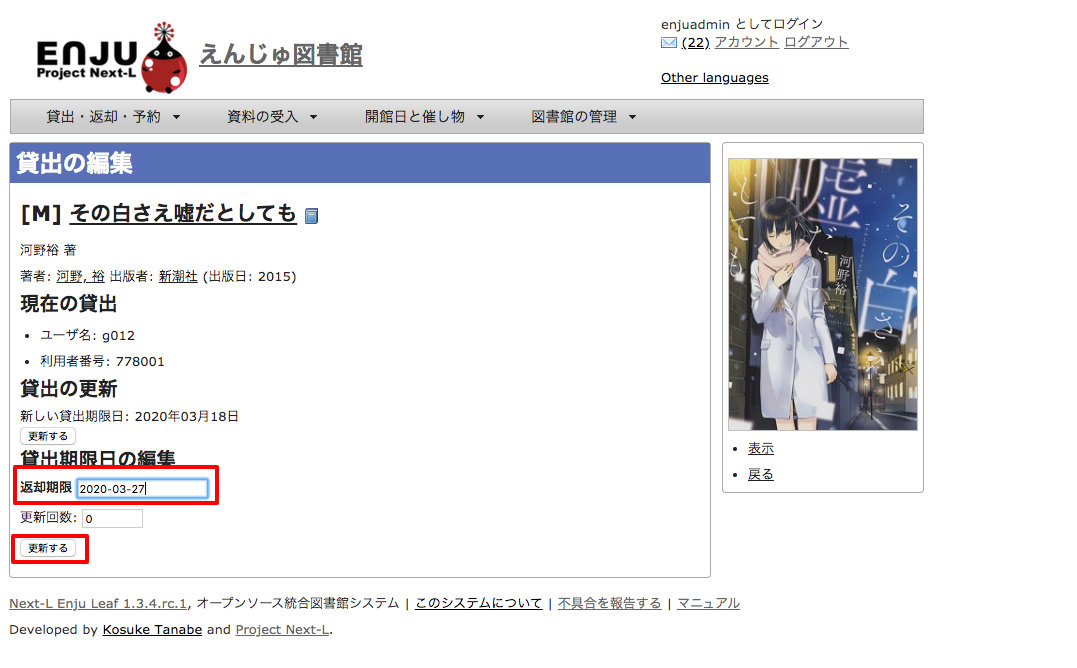 ENJU
Project Next-L
えんじゅ図書館
enjuadmin としてログイン
(22) アカウント ログアウト
Other languages
貸出・返却・予約 資料の受入 開館日と催し物 図書館の管理
貸出の編集
[M] その白さえ嘘だとしても
河野裕 著
著者: 河野, 裕 出版者: 新潮社 (出版日: 2015)
現在の貸出
• ユーザ名: g012
• 利用者番号: 778001
貸出の更新
新しい貸出期限日: 2020年03月18日
更新する
貸出期限日の編集
返却期限 2020-03-27
更新回数: 0
更新する
その白さ
え
嘘だ
としても
河野裕
• 表示
• 戻る
Next-L Enju Leaf 1.3.4.rc.1, オープンソース統合図書館システム | このシステムについて | 不具合を報告する | マニュアル
Developed by Kosuke Tanabe and Project Next-L.